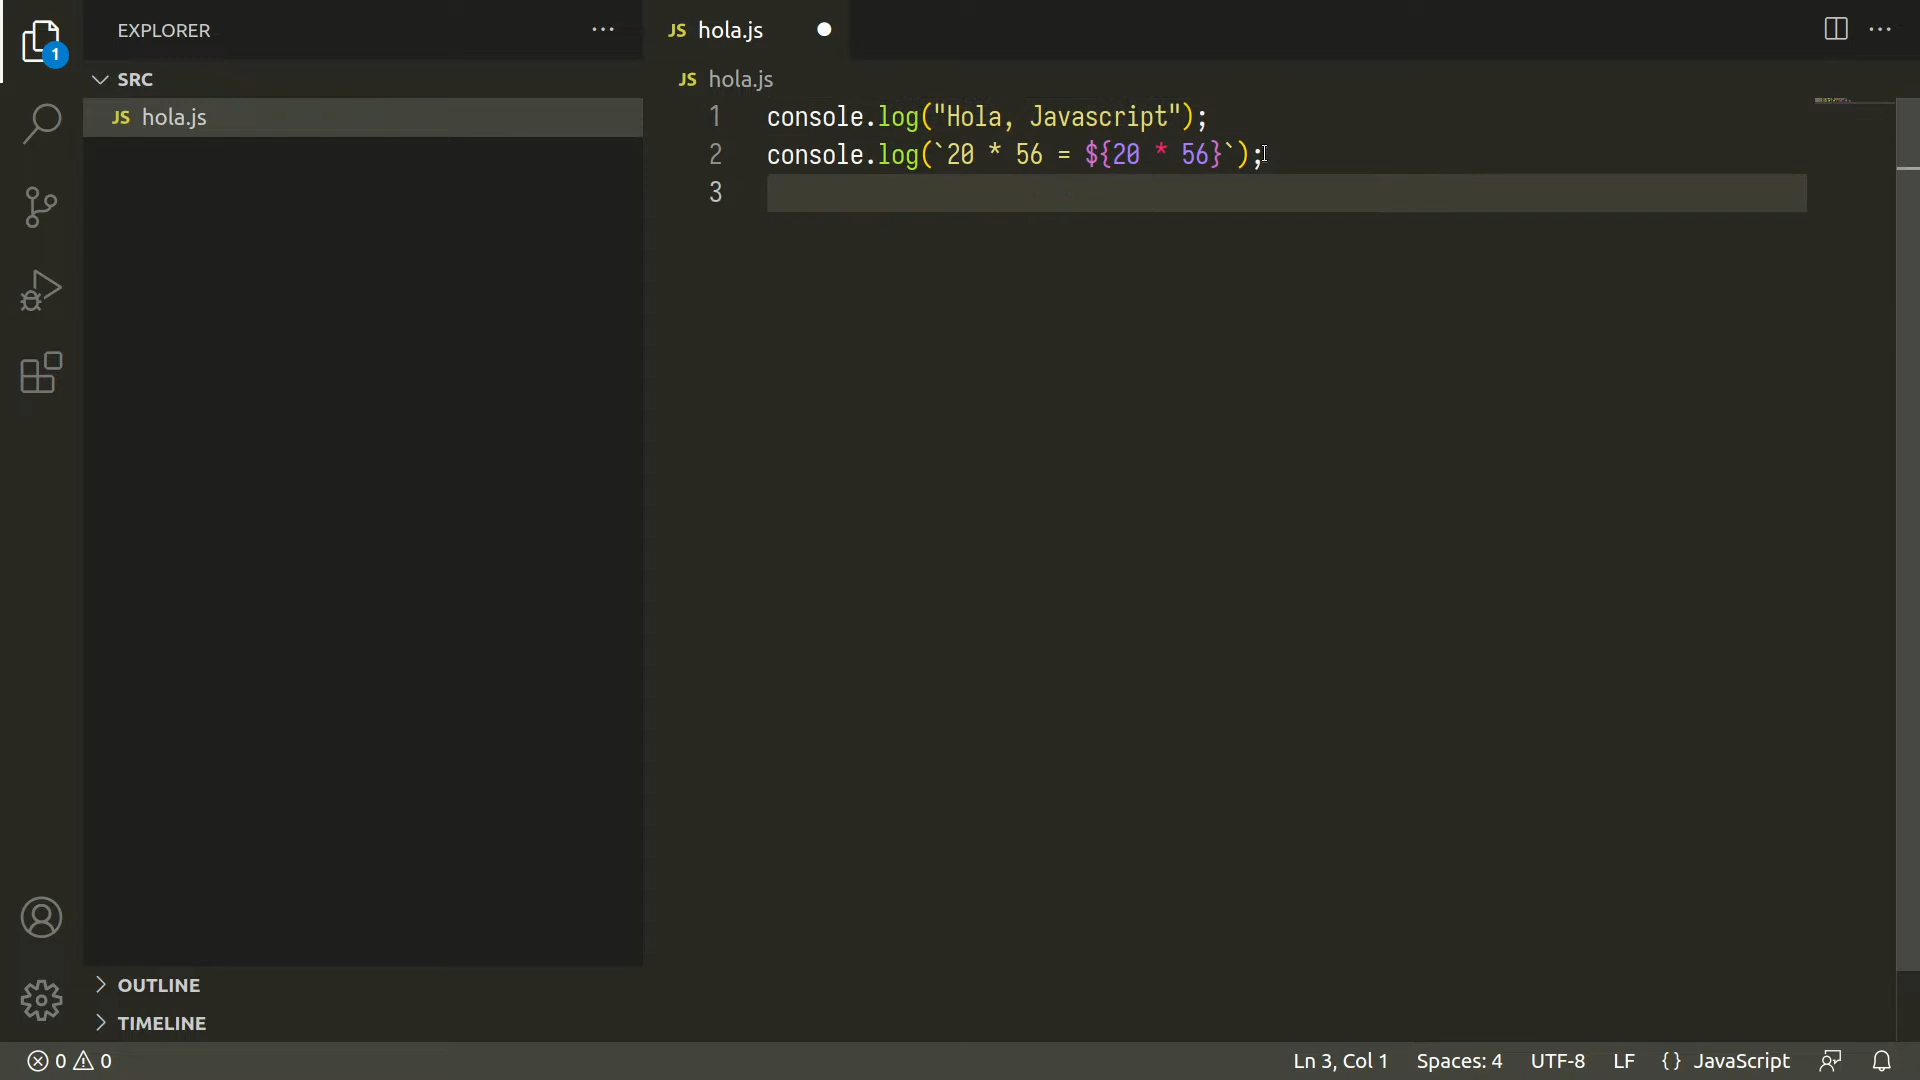 EXPLORER ···
SRC
JS hola.js
OUTLINE
TIMELINE
1
JS hola.js
JS hola.js
1 console.log("Hola, Javascript");
2 console.log(`20 * 56 = ${20 * 56}`);
3
0 0
Ln 3, Col 1 Spaces: 4 UTF-8 LF {} JavaScript